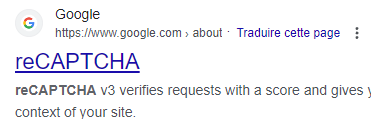 Google
https://www.google.com › about · Traduire cette page
reCAPTCHA
reCAPTCHA v3 verifies requests with a score and gives
context of your site.